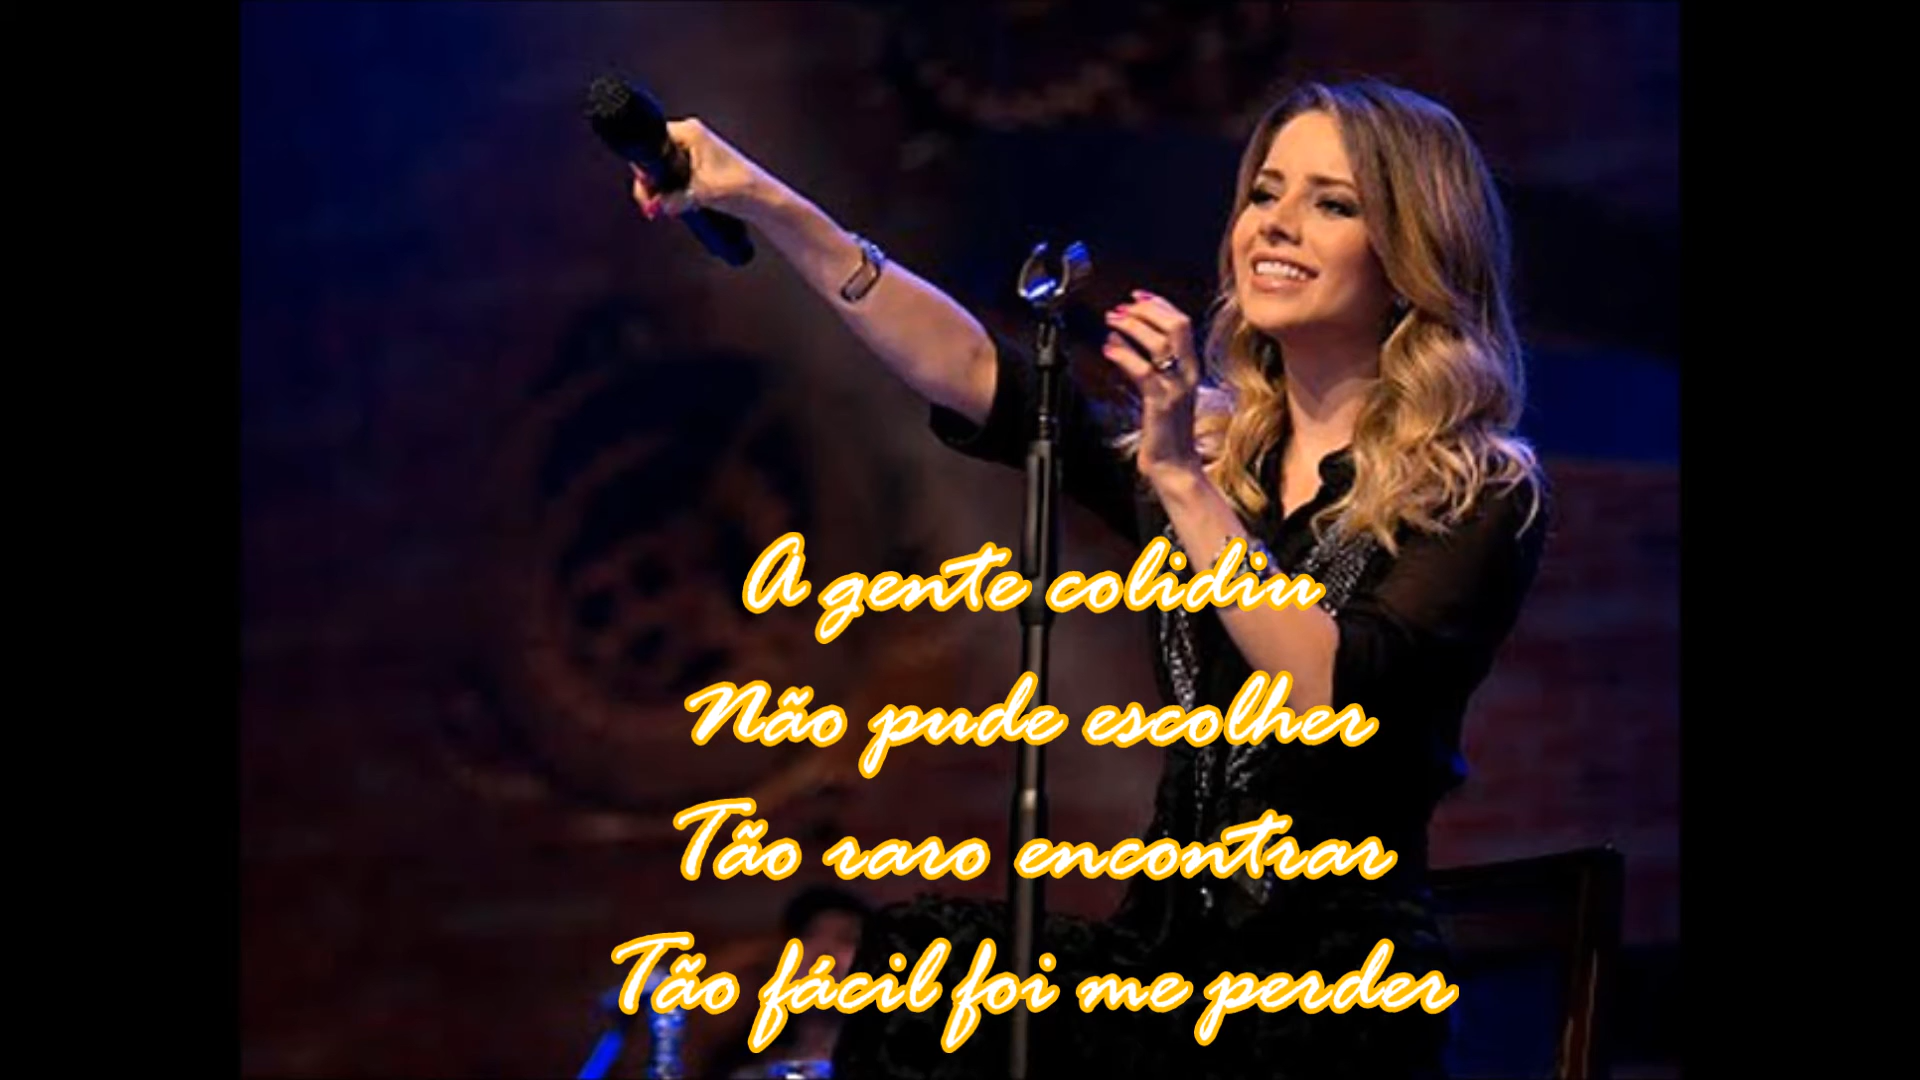 A gente colidiu
Não pude escolher
Tão raro encontrar
Tão fácil foi me perder